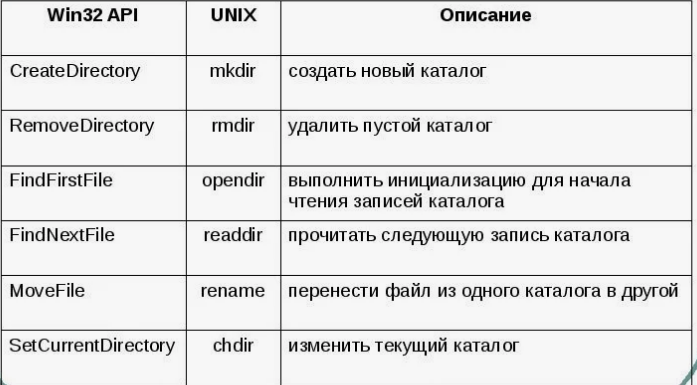 Win32 API UNIX Описание
CreateDirectory mkdir создать новый каталог
RemoveDirectory rmdir удалить пустой каталог
FindFirstFile opendir выполнить инициализацию для начала
чтения записей каталога
FindNextFile readdir прочитать следующую запись каталога
MoveFile rename перенести файл из одного каталога в другой
SetCurrentDirectory chdir изменить текущий каталог